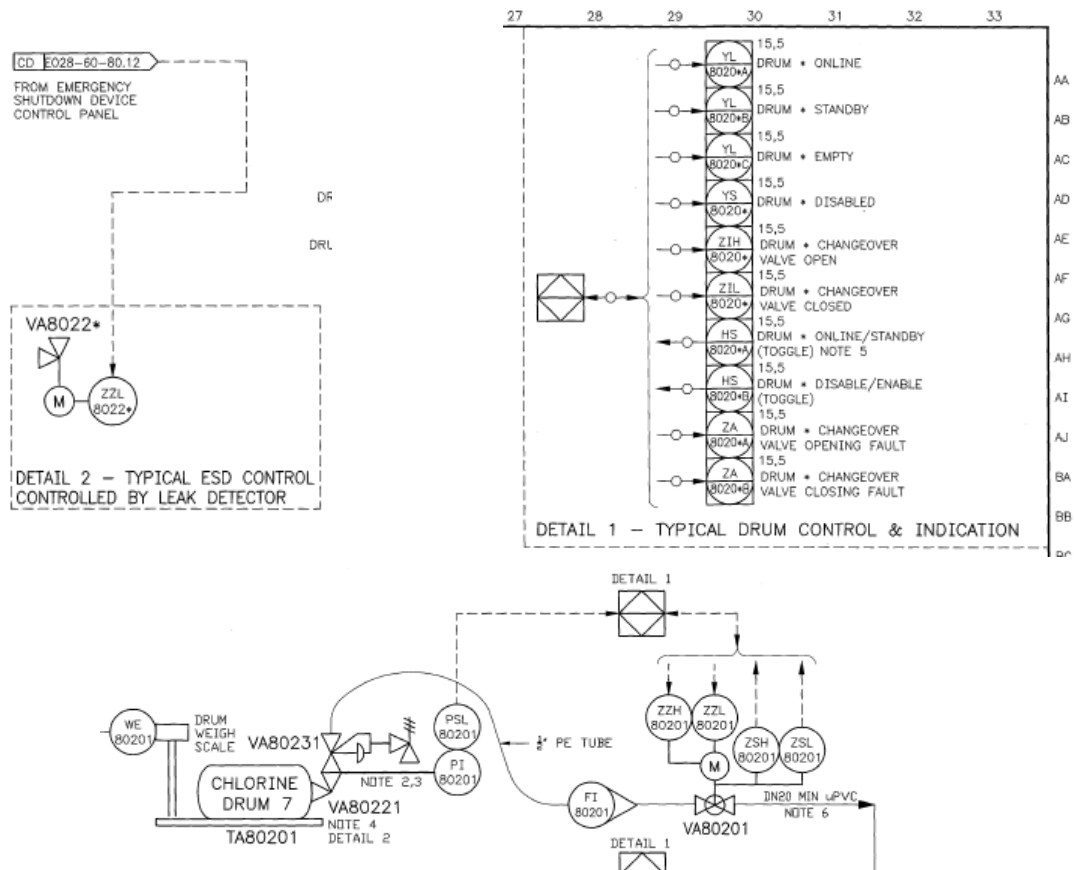 27 28 29 30 31 32 33
CD E028-60-80.12
FROM EMERGENCY
SHUTDOWN DEVICE
CONTROL PANEL
VA8022*
M
ZZL
8022*
DETAIL 2 - TYPICAL ESD CONTROL
CONTROLLED BY LEAK DETECTOR
15,5
YL
8020*A
DRUM * ONLINE
15,5
YL
8020*B
DRUM * STANDBY
15,5
YL
8020*C
DRUM * EMPTY
15,5
YS
8020*
DRUM * DISABLED
15,5
ZIH
8020*
DRUM * CHANGEOVER
VALVE OPEN
15,5
ZIL
8020*
DRUM * CHANGEOVER
VALVE CLOSED
15,5
HS
8020*A
DRUM * ONLINE/STANDBY
(TOGGLE) NOTE 5
15,5
HS
8020*B
DRUM * DISABLE/ENABLE
(TOGGLE)
15,5
ZA
8020*A
DRUM * CHANGEOVER
VALVE OPENING FAULT
15,5
ZA
8020*B
DRUM * CHANGEOVER
VALVE CLOSING FAULT
DETAIL 1 - TYPICAL DRUM CONTROL & INDICATION
AA
AB
AC
AD
AE
AF
AG
AH
AI
AJ
BA
BB
DETAIL 1
WE
80201
DRUM
WEIGH
SCALE
VA80231
PSL
80201
PI
80201
NOTE 2,3
CHLORINE
DRUM 7
TA80201
VA80221
NOTE 4
DETAIL 2
½" PE TUBE
FI
80201
ZZH
80201
ZZL
80201
ZSH
80201
ZSL
80201
M
VA80201
DN20 MIN uPVC
NOTE 6
DETAIL 1